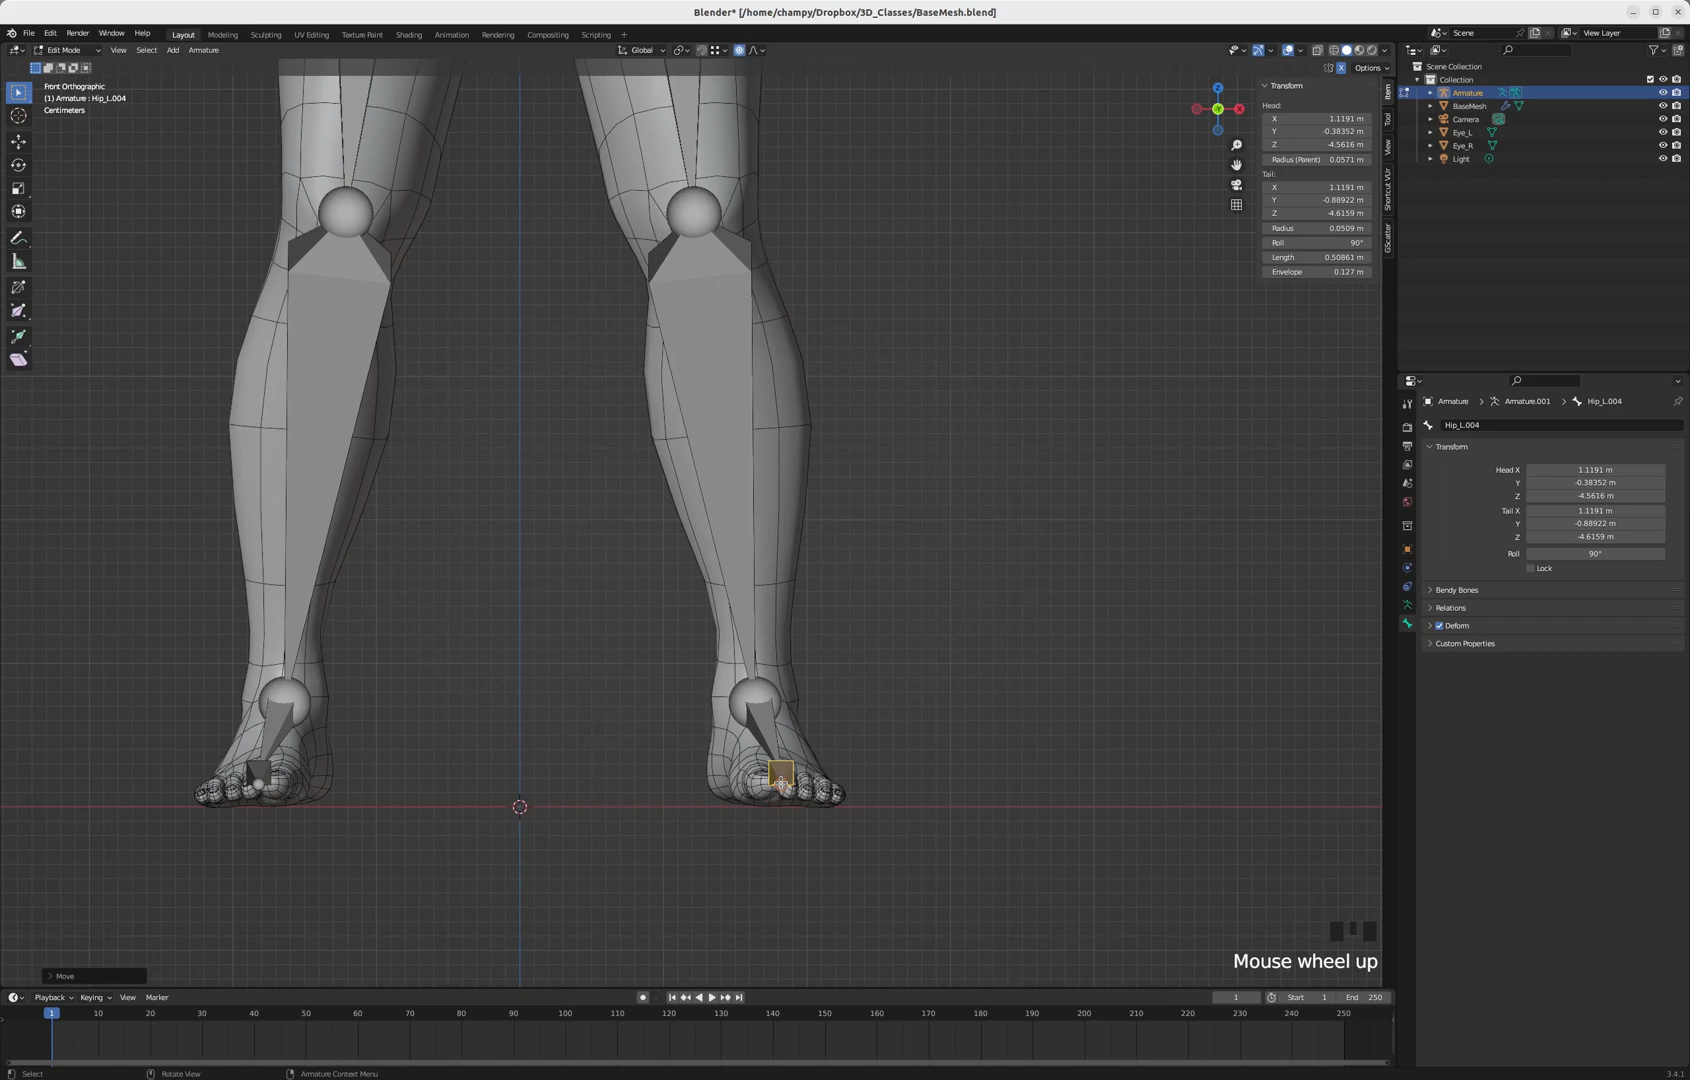 Blender* [/home/champy/Dropbox/3D_Classes/BaseMesh.blend]
File Edit Render Window Help Layout Modeling Sculpting UV Editing Texture Paint Shading Animation Rendering Compositing Scripting + Scene View Layer
Edit Mode View Select Add Armature Global
X Options
Front Orthographic
(1) Armature : Hip_L.004
Centimeters
Z
X
Y
Item
Tool
View
Shortcut VUr
GScatter
Transform
Head:
X 1.1191 m
Y -0.38352 m
Z -4.5616 m
Radius (Parent) 0.0571 m
Tail:
X 1.1191 m
Y -0.88922 m
Z -4.6159 m
Radius 0.0509 m
Roll 90°
Length 0.50861 m
Envelope 0.127 m
Scene Collection
Collection
Armature
BaseMesh
Camera
Eye_L
Eye_R
Light
Armature > Armature.001 > Hip_L.004
Hip_L.004
Transform
Head X 1.1191 m
Y -0.38352 m
Z -4.5616 m
Tail X 1.1191 m
Y -0.88922 m
Z -4.6159 m
Roll 90°
Lock
Bendy Bones
Relations
Deform
Custom Properties
Mouse wheel up
Move
Playback Keying View Marker 1 Start 1 End 250
1 10 20 30 40 50 60 70 80 90 100 110 120 130 140 150 160 170 180 190 200 210 220 230 240 250
Select Rotate View Armature Context Menu 3.4.1